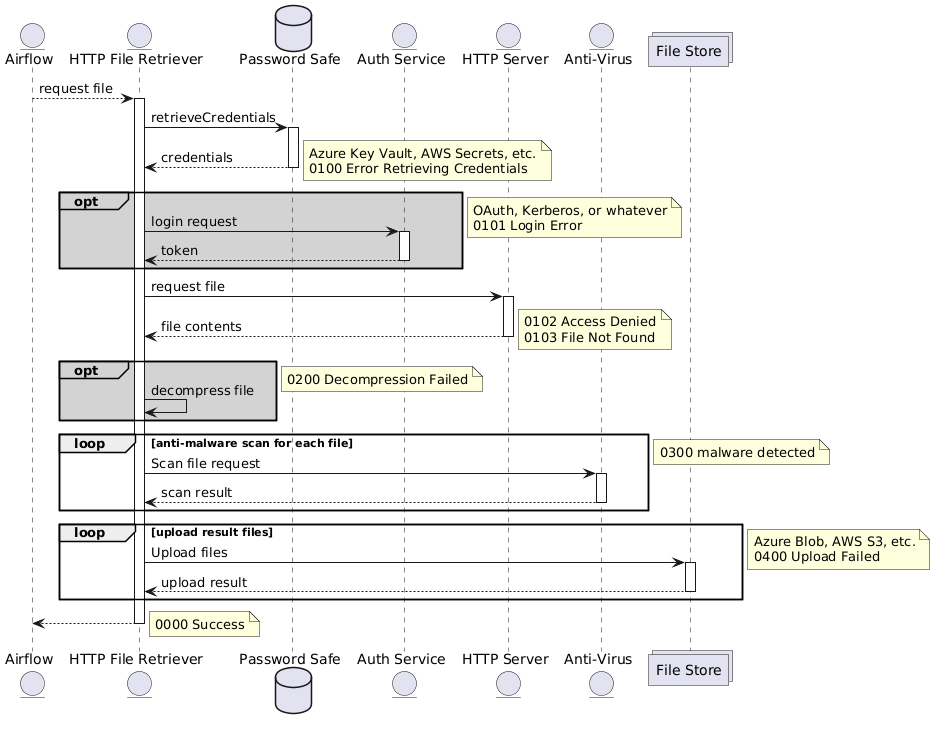 Airflow
HTTP File Retriever
Password Safe
Auth Service
HTTP Server
Anti-Virus
File Store
request file
retrieveCredentials
Azure Key Vault, AWS Secrets, etc.
0100 Error Retrieving Credentials
credentials
opt
OAuth, Kerberos, or whatever
0101 Login Error
login request
token
request file
0102 Access Denied
0103 File Not Found
file contents
opt
0200 Decompression Failed
decompress file
loop [anti-malware scan for each file]
0300 malware detected
Scan file request
scan result
loop [upload result files]
Azure Blob, AWS S3, etc.
0400 Upload Failed
Upload files
upload result
0000 Success
Airflow
HTTP File Retriever
Password Safe
Auth Service
HTTP Server
Anti-Virus
File Store